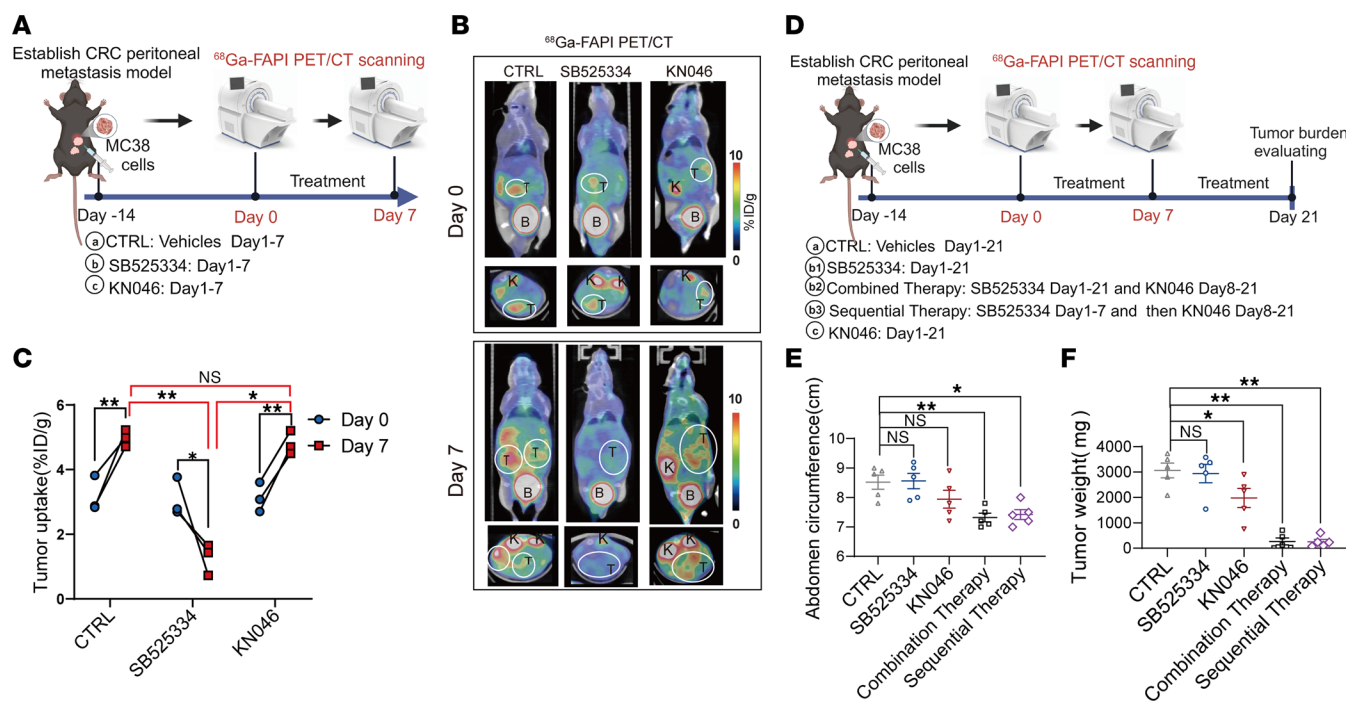 A
Establish CRC peritoneal
metastasis model
68Ga-FAPI PET/CT scanning
MC38
cells
Treatment
Day -14
Day 0
Day 7
a CTRL: Vehicles Day1-7
b SB525334: Day1-7
c KN046: Day1-7
B
68Ga-FAPI PET/CT
CTRL
SB525334
KN046
Day 0
T
B
T
B
K
T
B
10
%ID/g
0
K
T
K
K
T
K
T
Day 7
T
T
B
T
B
T
K
B
10
%ID/g
0
K
K
T
K
T
K
K
T
C
Tumor uptake(%ID/g)
6
4
2
0
NS
**
*
**
*
**
Day 0
Day 7
CTRL
SB525334
KN046
D
Establish CRC peritoneal
metastasis model
68Ga-FAPI PET/CT scanning
MC38
cells
Tumor burden
evaluating
Treatment
Treatment
Day -14
Day 0
Day 7
Day 21
a CTRL: Vehicles Day1-21
b1 SB525334: Day1-21
b2 Combined Therapy: SB525334 Day1-21 and KN046 Day8-21
b3 Sequential Therapy: SB525334 Day1-7 and then KN046 Day8-21
c KN046: Day1-21
E
Abdomen circumference(cm)
10
9
8
7
6
*
**
NS
NS
CTRL
SB525334
KN046
Combination Therapy
Sequential Therapy
F
Tumor weight(mg)
4000
3000
2000
1000
0
**
**
*
NS
CTRL
SB525334
KN046
Combination Therapy
Sequential Therapy